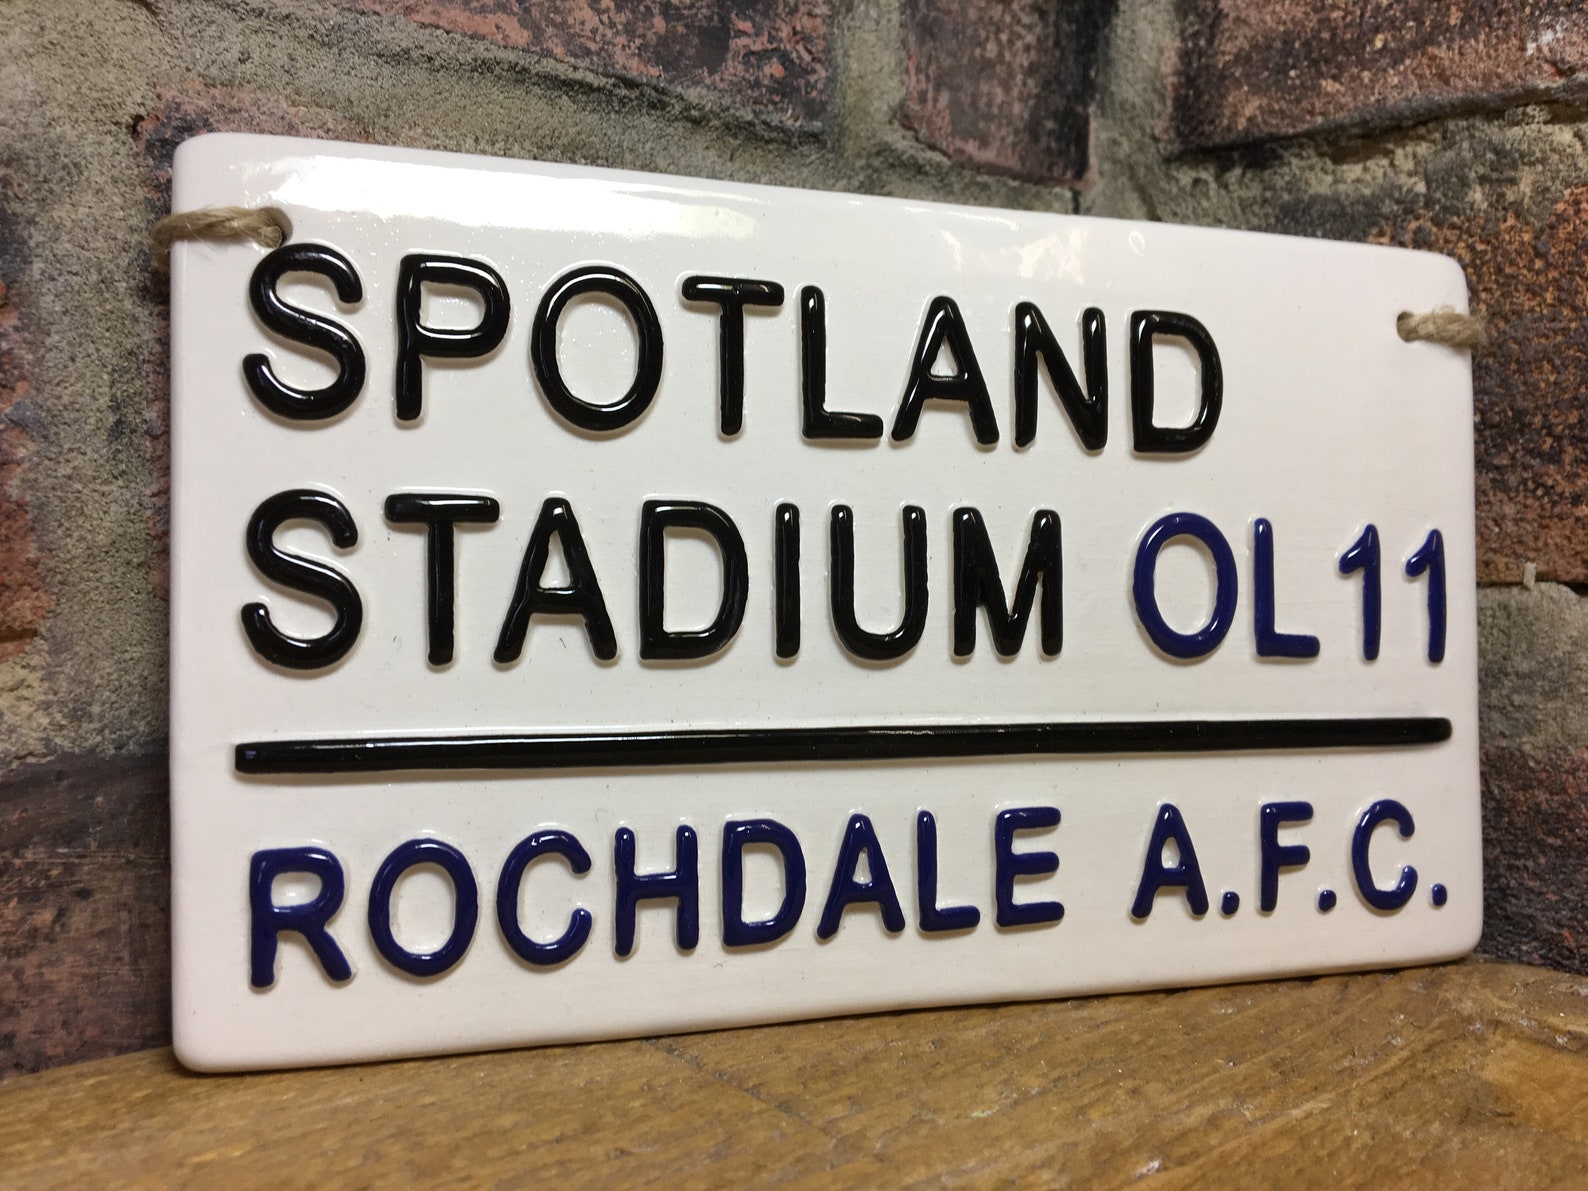 SPOTLAND
STADIUM OL11
ROCHDALE A.F.C.